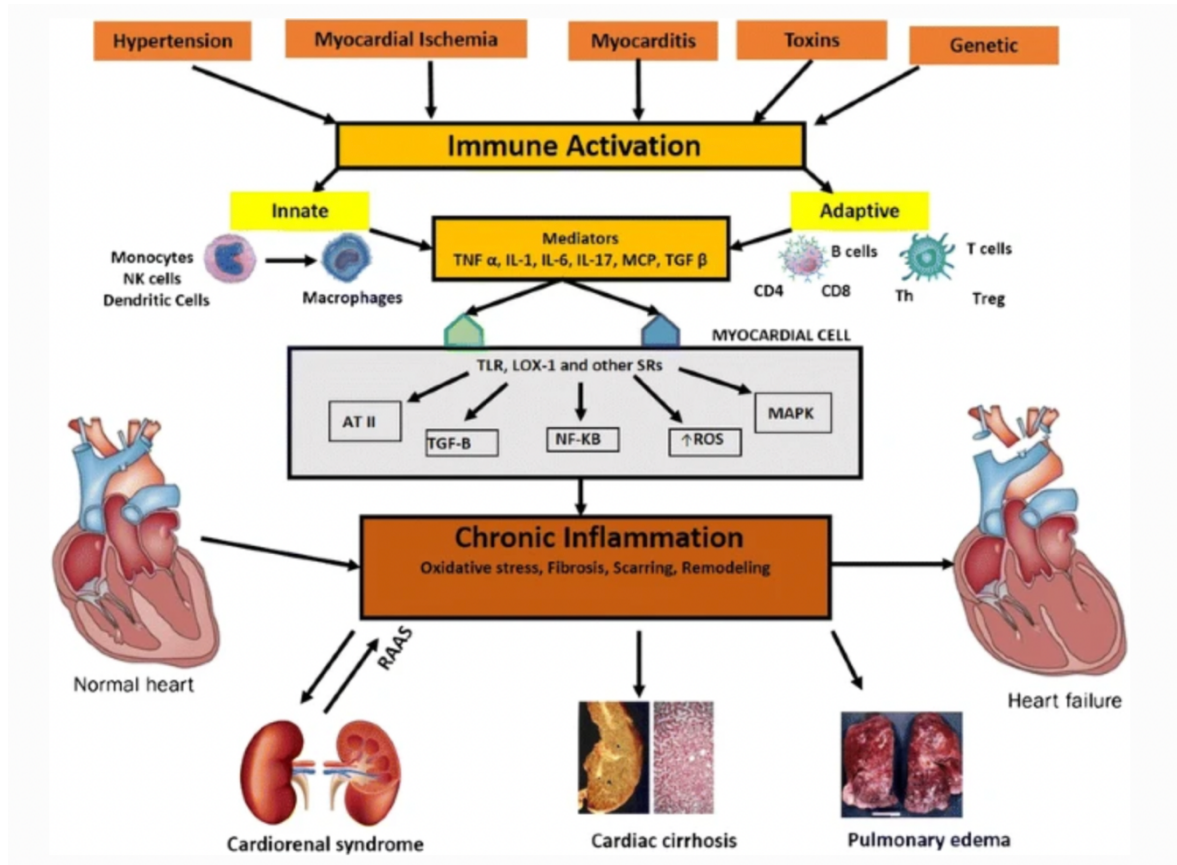 Hypertension
Myocardial Ischemia
Myocarditis
Toxins
Genetic
Immune Activation
Innate
Adaptive
Monocytes
NK cells
Dendritic Cells
Macrophages
Mediators
TNF α, IL-1, IL-6, IL-17, MCP, TGF β
B cells
T cells
CD4
CD8
Th
Treg
MYOCARDIAL CELL
TLR, LOX-1 and other SRs
AT II
TGF-B
NF-KB
↑ROS
MAPK
Chronic Inflammation
Oxidative stress, Fibrosis, Scarring, Remodeling
Normal heart
RAAS
Heart failure
Cardiorenal syndrome
Cardiac cirrhosis
Pulmonary edema